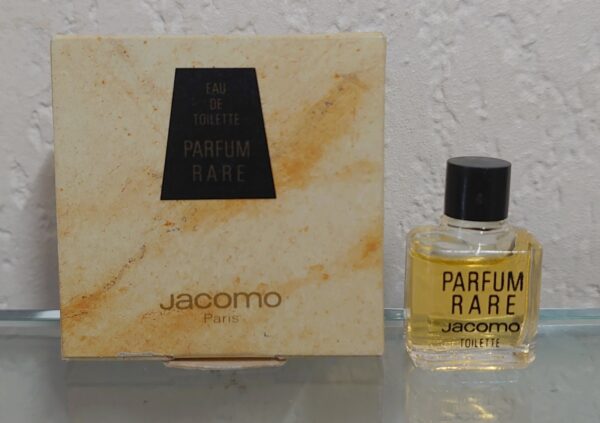 EAU
DE
TOILETTE
PARFUM
RARE
Jacomo
Paris
PARFUM
RARE
Jacomo
TOILETTE